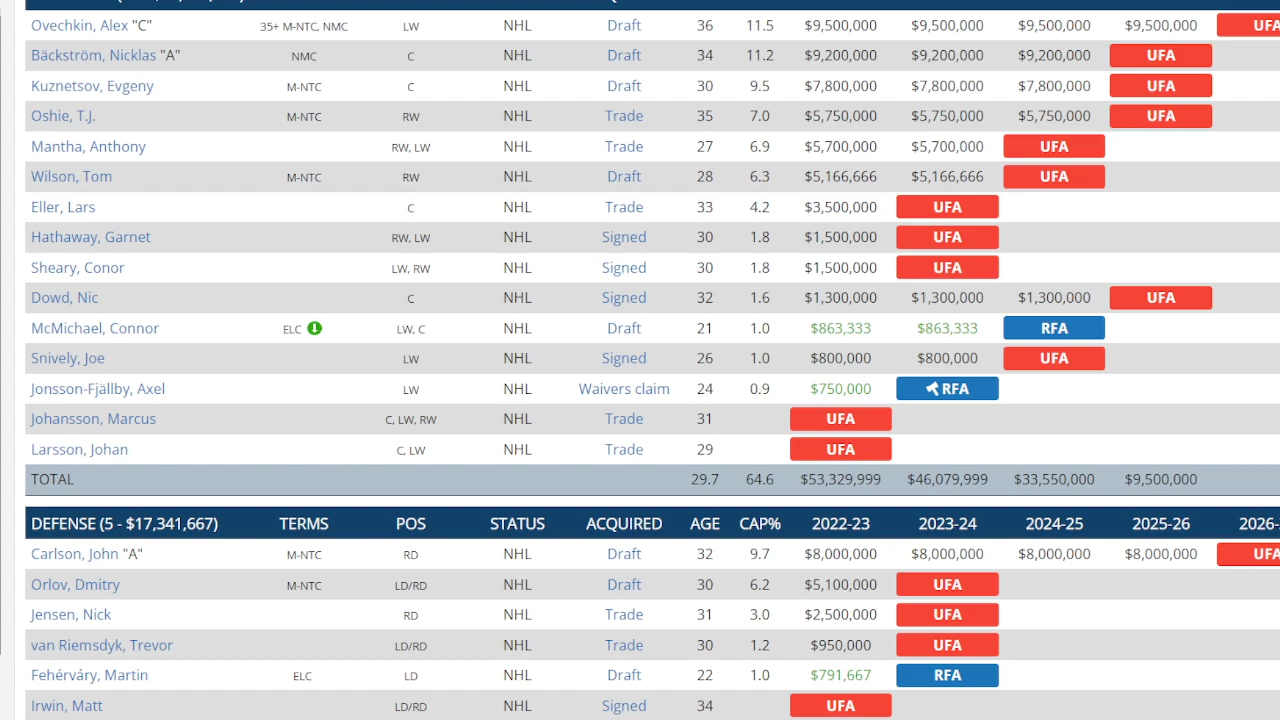 Ovechkin, Alex "C" 35+ M-NTC, NMC LW NHL Draft 36 11.5 $9,500,000 $9,500,000 $9,500,000 $9,500,000 UFA
Bäckström, Nicklas "A" NMC C NHL Draft 34 11.2 $9,200,000 $9,200,000 $9,200,000 UFA
Kuznetsov, Evgeny M-NTC C NHL Draft 30 9.5 $7,800,000 $7,800,000 $7,800,000 UFA
Oshie, T.J. M-NTC RW NHL Trade 35 7.0 $5,750,000 $5,750,000 $5,750,000 UFA
Mantha, Anthony RW, LW NHL Trade 27 6.9 $5,700,000 $5,700,000 UFA
Wilson, Tom M-NTC RW NHL Draft 28 6.3 $5,166,666 $5,166,666 UFA
Eller, Lars C NHL Trade 33 4.2 $3,500,000 UFA
Hathaway, Garnet RW, LW NHL Signed 30 1.8 $1,500,000 UFA
Sheary, Conor LW, RW NHL Signed 30 1.8 $1,500,000 UFA
Dowd, Nic C NHL Signed 32 1.6 $1,300,000 $1,300,000 $1,300,000 UFA
McMichael, Connor ELC LW, C NHL Draft 21 1.0 $863,333 $863,333 RFA
Snively, Joe LW NHL Signed 26 1.0 $800,000 $800,000 UFA
Jonsson-Fjällby, Axel LW NHL Waivers claim 24 0.9 $750,000 RFA
Johansson, Marcus C, LW, RW NHL Trade 31 UFA
Larsson, Johan C, LW NHL Trade 29 UFA
TOTAL 29.7 64.6 $53,329,999 $46,079,999 $33,550,000 $9,500,000
DEFENSE (5 - $17,341,667) TERMS POS STATUS ACQUIRED AGE CAP% 2022-23 2023-24 2024-25 2025-26 2026-
Carlson, John "A" M-NTC RD NHL Draft 32 9.7 $8,000,000 $8,000,000 $8,000,000 $8,000,000 UFA
Orlov, Dmitry M-NTC LD/RD NHL Draft 30 6.2 $5,100,000 UFA
Jensen, Nick RD NHL Trade 31 3.0 $2,500,000 UFA
van Riemsdyk, Trevor LD/RD NHL Trade 30 1.2 $950,000 UFA
Fehérváry, Martin ELC LD NHL Draft 22 1.0 $791,667 RFA
Irwin, Matt LD/RD NHL Signed 34 UFA